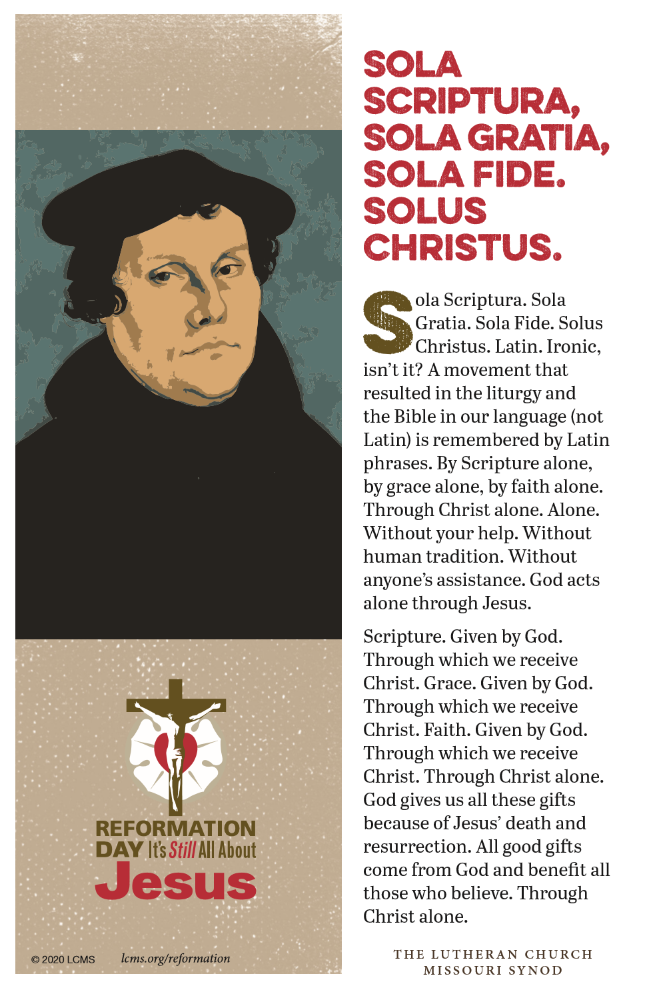 SOLA
SCRIPTURA,
SOLA GRATIA,
SOLA FIDE.
SOLUS
CHRISTUS.
Sola Scriptura. Sola
Gratia. Sola Fide. Solus
Christus. Latin. Ironic,
isn’t it? A movement that
resulted in the liturgy and
the Bible in our language (not
Latin) is remembered by Latin
phrases. By Scripture alone,
by grace alone, by faith alone.
Through Christ alone. Alone.
Without your help. Without
human tradition. Without
anyone’s assistance. God acts
alone through Jesus.
Scripture. Given by God.
Through which we receive
Christ. Grace. Given by God.
Through which we receive
Christ. Faith. Given by God.
Through which we receive
Christ. Through Christ alone.
God gives us all these gifts
because of Jesus’ death and
resurrection. All good gifts
come from God and benefit all
those who believe. Through
Christ alone.
THE LUTHERAN CHURCH
MISSOURI SYNOD
REFORMATION
DAY It’s Still All About
Jesus
© 2020 LCMS lcms.org/reformation